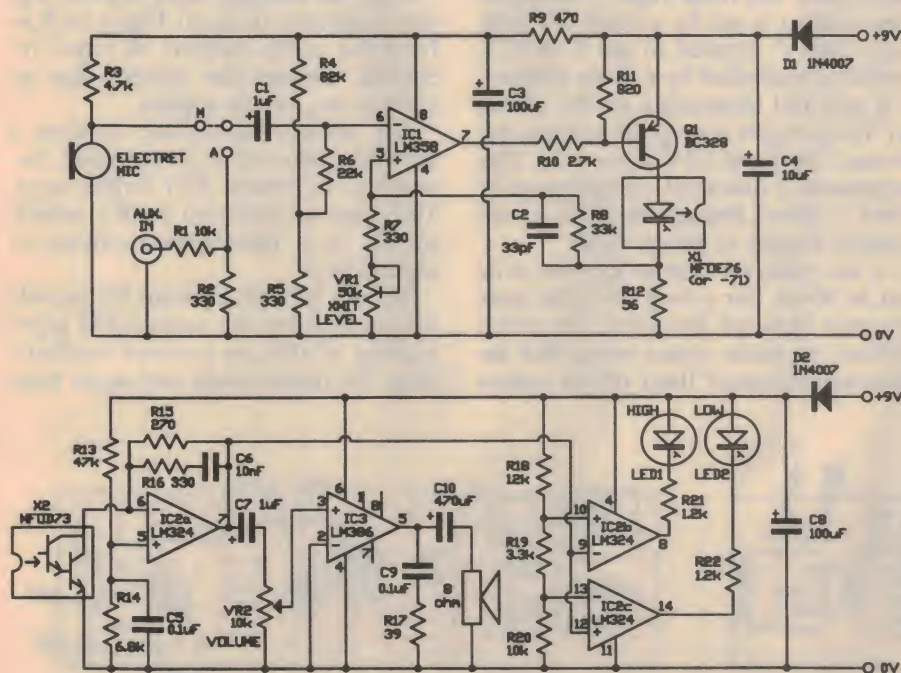 R9 470
+9V
D1 1N4007
R3
4.7k
R4
82k
C1
1uF
+
M
A
ELECTRET
MIC
AUX.
IN
R1 10k
R2
330
R5
330
R6
22k
6
8
IC1
LM358
5
4
7
R7
330
VR1
50k
XMIT
LEVEL
+
C3
100uF
R11
820
R10 2.7k
Q1
BC328
C2
33pF
R8
33k
X1
MFOE76
(or -71)
R12
56
+
C4
10uF
0V
D2
1N4007
+9V
R13
47k
R15
270
R16 330
C6
10nF
X2
MFOD73
6
IC2a
LM324
5
7
C7 1uF
+
R14
6.8k
C5
0.1uF
VR2
10k
VOLUME
3
6
1
8
IC3
LM386
2
4
7
5
C10
470uF
+
C9
0.1uF
R17
39
8
ohm
R18
12k
R19
3.3k
R20
10k
4
10
IC2b
LM324
9
8
13
IC2c
LM324
12
11
14
HIGH
LED1
LOW
LED2
R21
1.2k
R22
1.2k
+
C8
100uF
0V